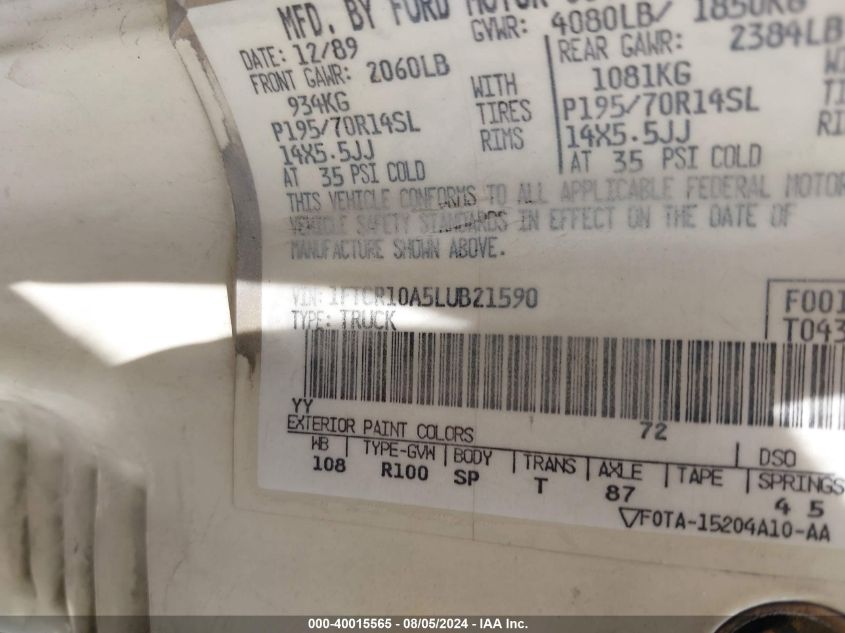 MFD. BY FORD MOTOR
DATE: 12/89
GVWR: 4080LB/ 1850KG
FRONT GAWR: 2060LB
934KG
P195/70R14SL
14X5.5JJ
AT 35 PSI COLD
WITH
TIRES
RIMS
REAR GAWR: 2384LB
1081KG
P195/70R14SL
14X5.5JJ
AT 35 PSI COLD
THIS VEHICLE CONFORMS TO ALL APPLICABLE FEDERAL MOTOR
VEHICLE SAFETY STANDARDS IN EFFECT ON THE DATE OF
MANUFACTURE SHOWN ABOVE.
VIN: 1FTCR10A5LUB21590
TYPE: TRUCK
F001
T043
YY
EXTERIOR PAINT COLORS 72 DSO
WB TYPE-GVW BODY TRANS AXLE TAPE SPRINGS
108 R100 SP T 87 4 5
F0TA-15204A10-AA
000-40015565 - 08/05/2024 - IAA Inc.